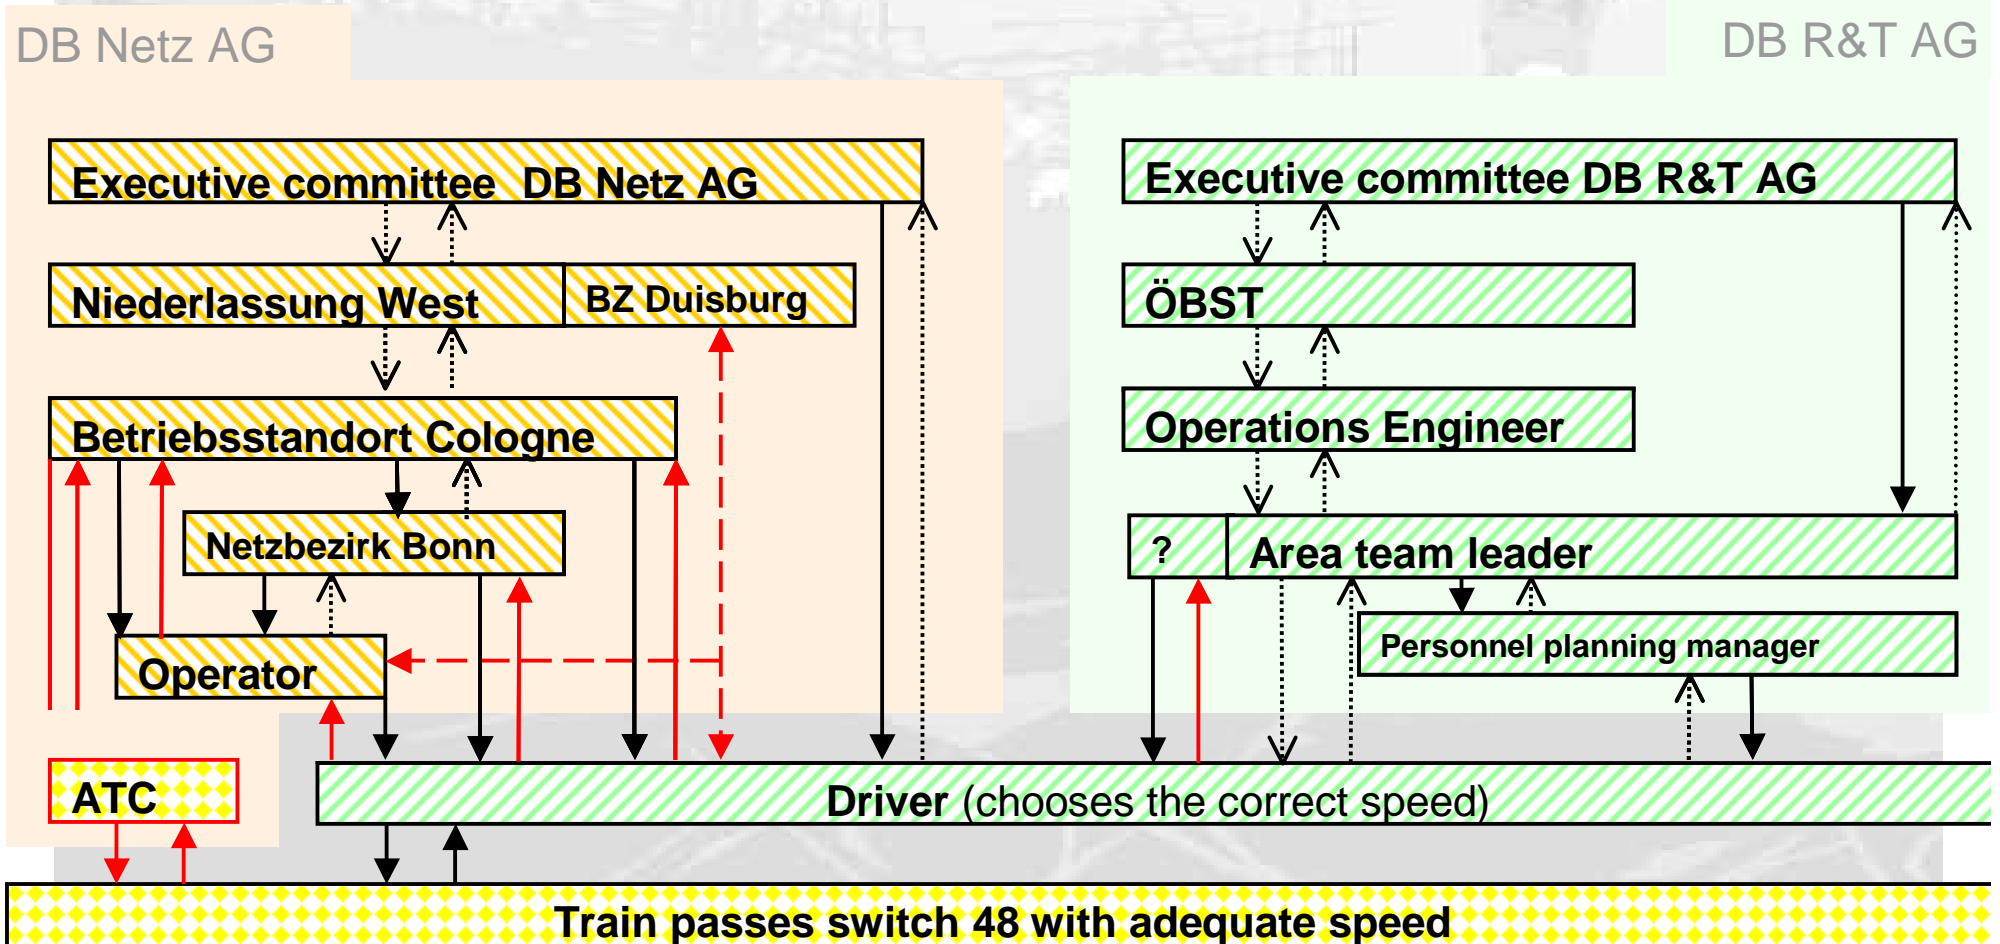 DB Netz AG
DB R&T AG
Executive committee DB Netz AG
Executive committee DB R&T AG
Niederlassung West
BZ Duisburg
ÖBST
Betriebsstandort Cologne
Operations Engineer
Netzbezirk Bonn
?
Area team leader
Operator
Personnel planning manager
ATC
Driver (chooses the correct speed)
Train passes switch 48 with adequate speed